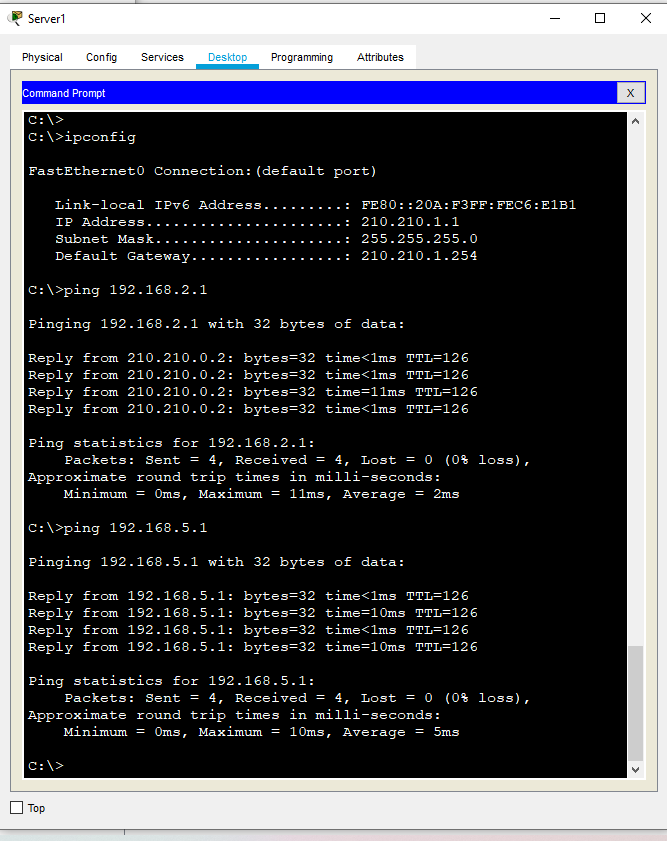 Server1
Physical Config Services Desktop Programming Attributes
Command Prompt X
C:\>
C:\>ipconfig
FastEthernet0 Connection:(default port)
Link-local IPv6 Address.........: FE80::20A:F3FF:FEC6:E1B1
IP Address......................: 210.210.1.1
Subnet Mask.....................: 255.255.255.0
Default Gateway.................: 210.210.1.254
C:\>ping 192.168.2.1
Pinging 192.168.2.1 with 32 bytes of data:
Reply from 210.210.0.2: bytes=32 time<1ms TTL=126
Reply from 210.210.0.2: bytes=32 time<1ms TTL=126
Reply from 210.210.0.2: bytes=32 time=11ms TTL=126
Reply from 210.210.0.2: bytes=32 time<1ms TTL=126
Ping statistics for 192.168.2.1:
Packets: Sent = 4, Received = 4, Lost = 0 (0% loss),
Approximate round trip times in milli-seconds:
Minimum = 0ms, Maximum = 11ms, Average = 2ms
C:\>ping 192.168.5.1
Pinging 192.168.5.1 with 32 bytes of data:
Reply from 192.168.5.1: bytes=32 time<1ms TTL=126
Reply from 192.168.5.1: bytes=32 time=10ms TTL=126
Reply from 192.168.5.1: bytes=32 time<1ms TTL=126
Reply from 192.168.5.1: bytes=32 time=10ms TTL=126
Ping statistics for 192.168.5.1:
Packets: Sent = 4, Received = 4, Lost = 0 (0% loss),
Approximate round trip times in milli-seconds:
Minimum = 0ms, Maximum = 10ms, Average = 5ms
C:\>
Top